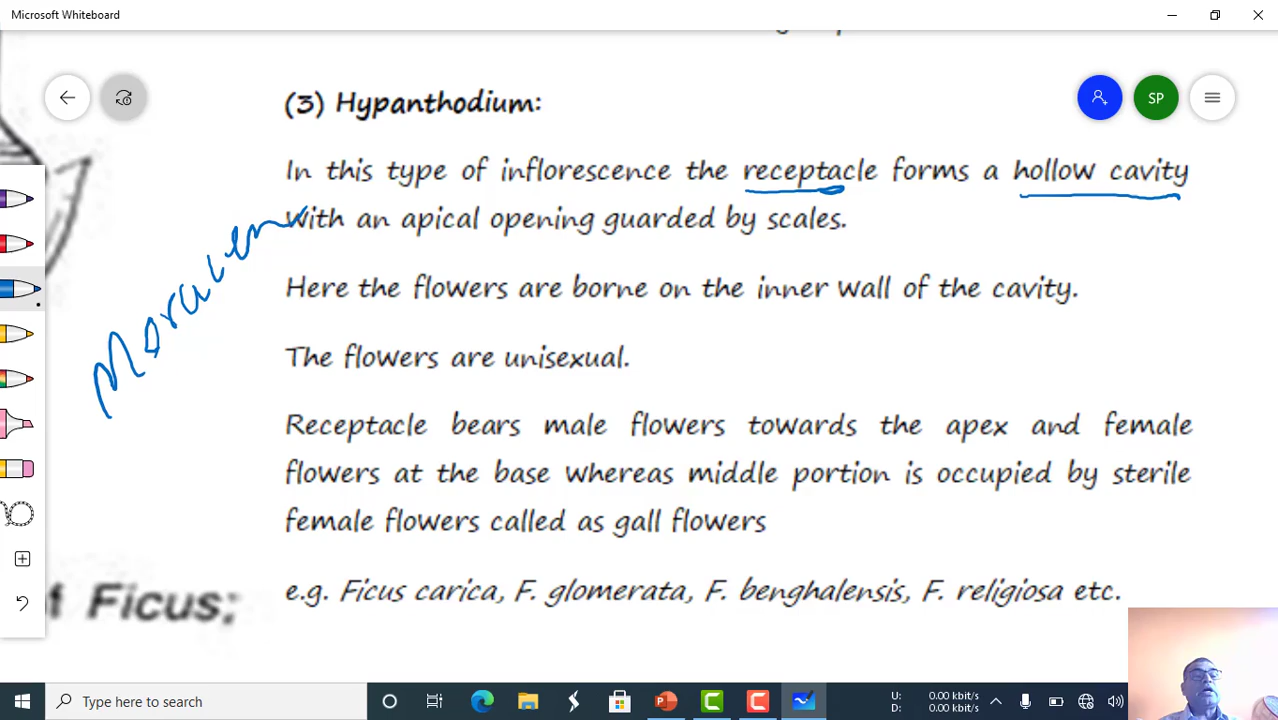 Microsoft Whiteboard
SP
(3) Hypanthodium:
In this type of inflorescence the receptacle forms a hollow cavity
with an apical opening guarded by scales.
Here the flowers are borne on the inner wall of the cavity.
The flowers are unisexual.
Receptacle bears male flowers towards the apex and female
flowers at the base whereas middle portion is occupied by sterile
female flowers called as gall flowers
e.g. Ficus carica, F. glomerata, F. benghalensis, F. religiosa etc.
Ficus;
Type here to search
U: 0.00 kbit/s
D: 0.00 kbit/s